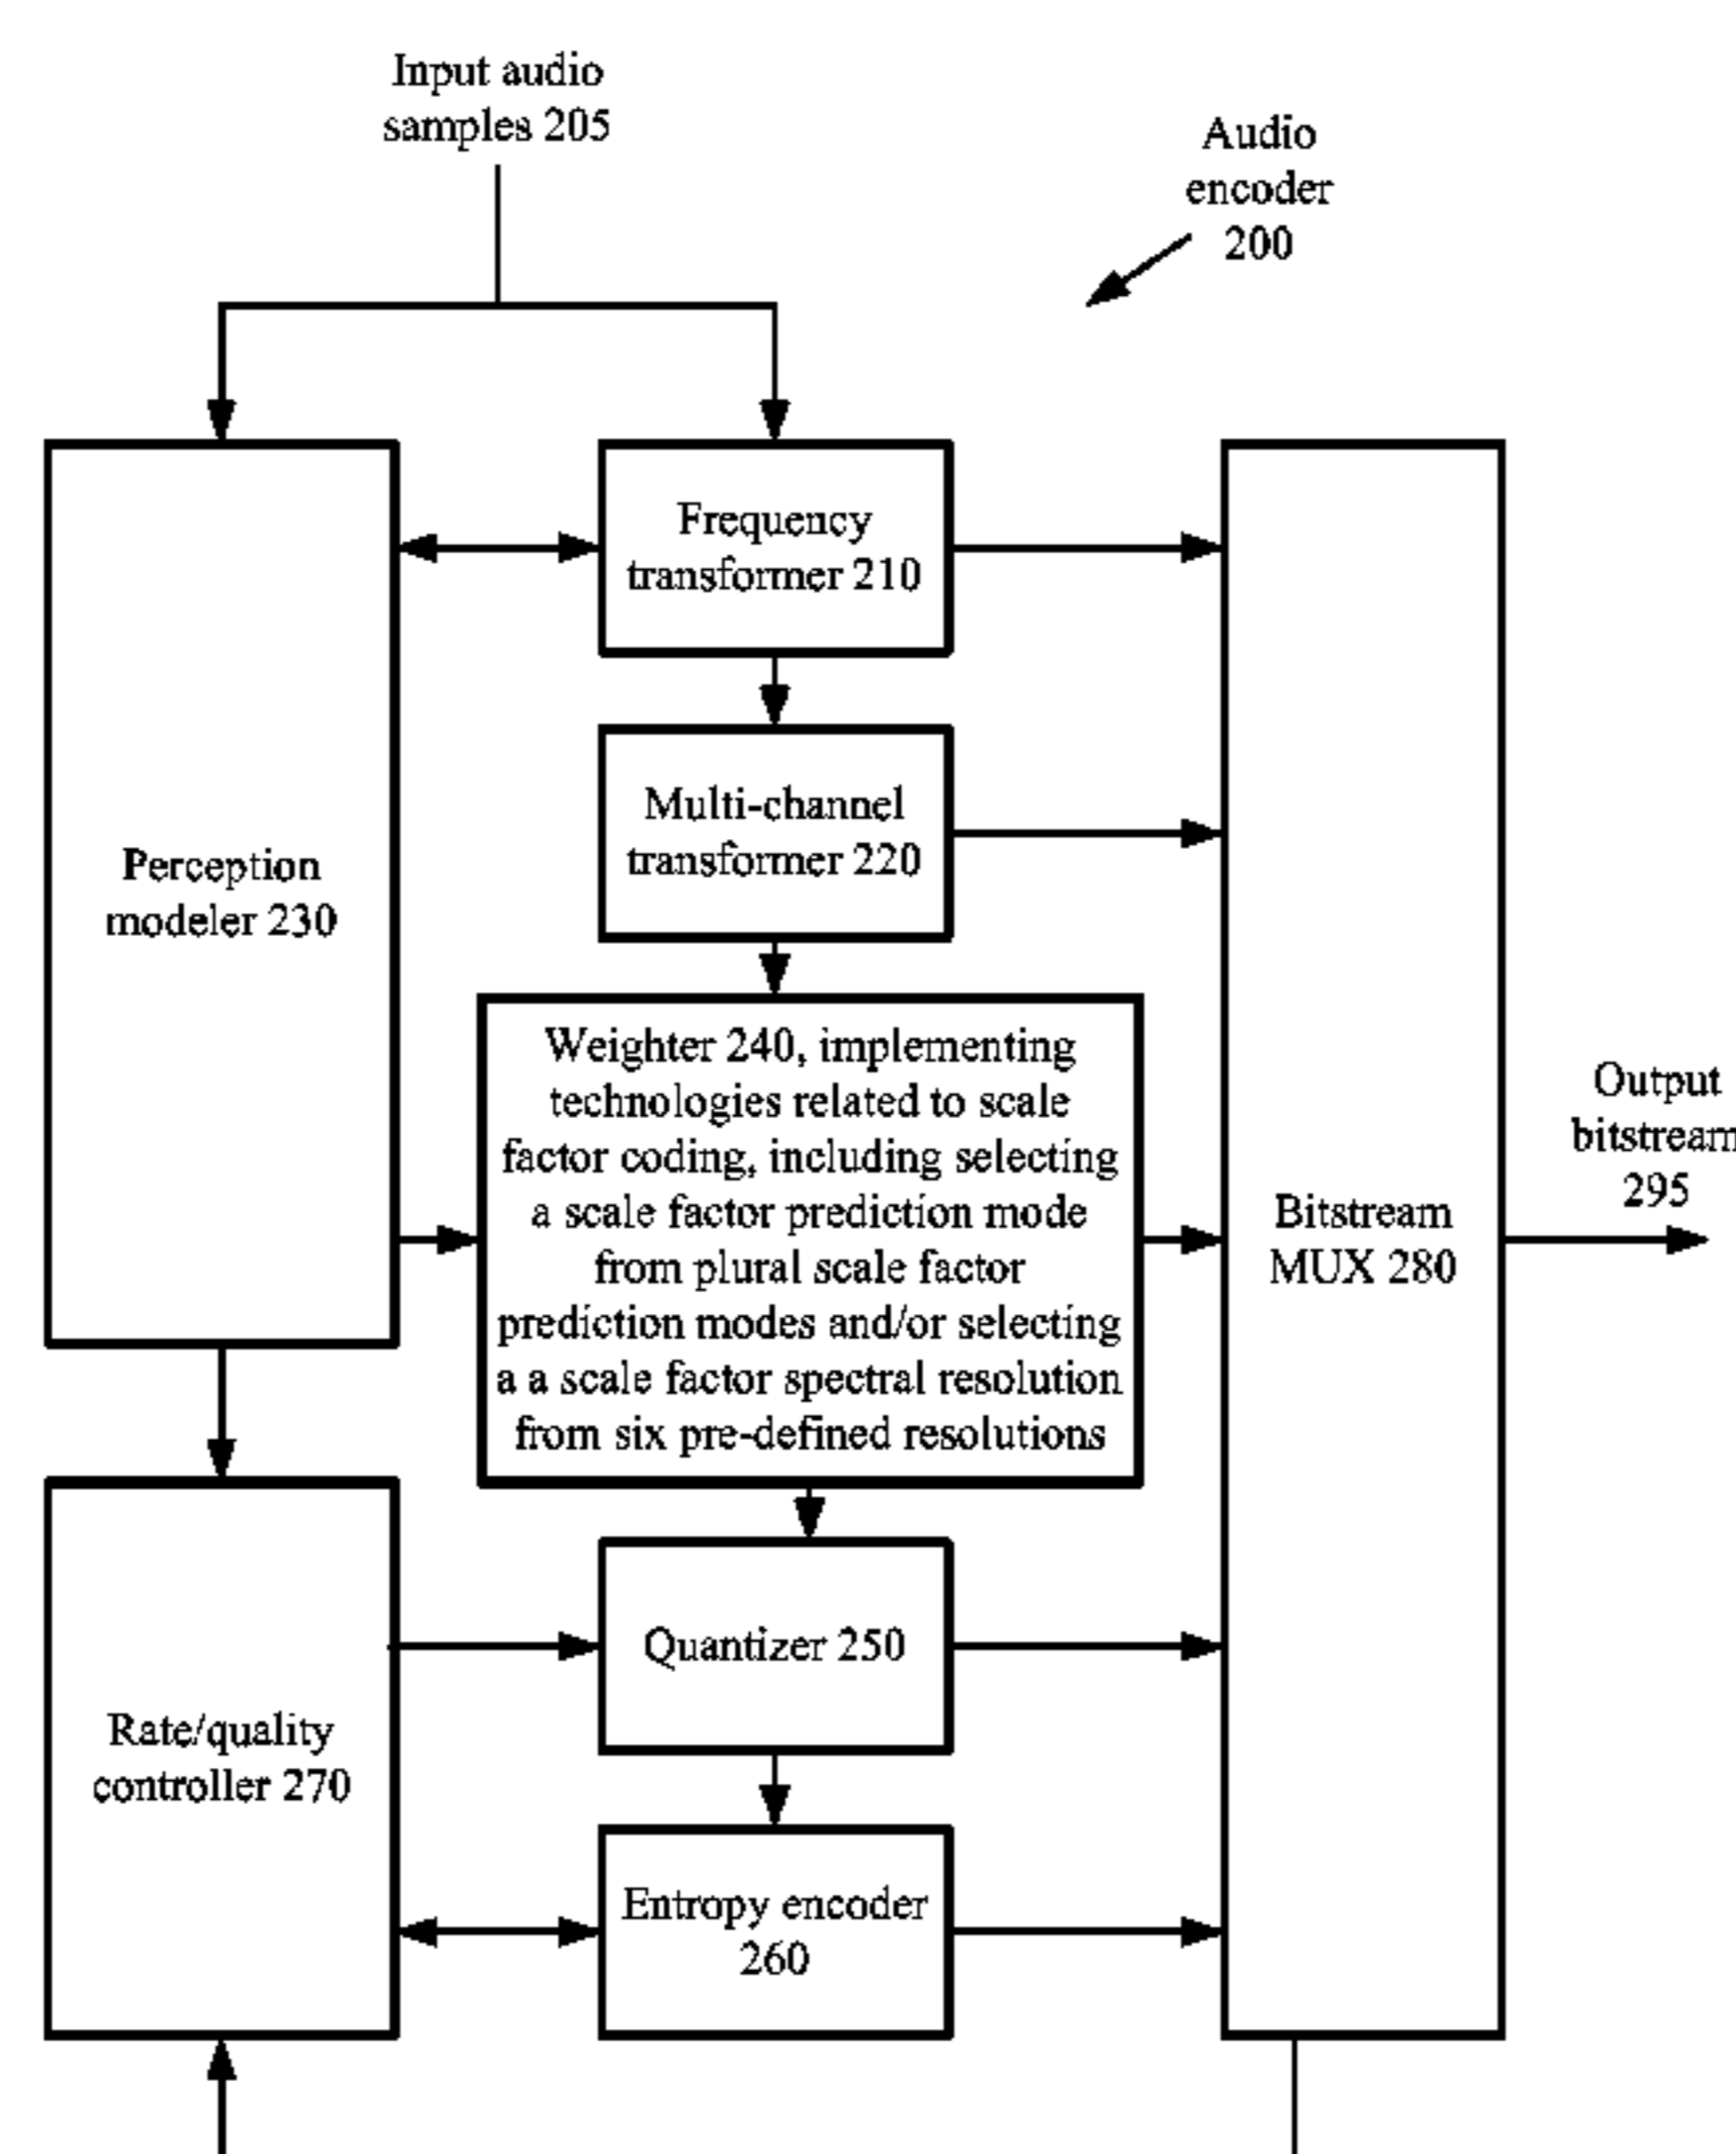 Input audio
samples 205
Audio
encoder
200
Frequency
transformer 210
Multi-channel
transformer 220
Perception
modeler 230
Weighter 240, implementing
technologies related to scale
factor coding, including selecting
a scale factor prediction mode
from plural scale factor
prediction modes and/or selecting
a a scale factor spectral resolution
from six pre-defined resolutions
Bitstream
MUX 280
Output
bitstream
295
Quantizer 250
Rate/quality
controller 270
Entropy encoder
260